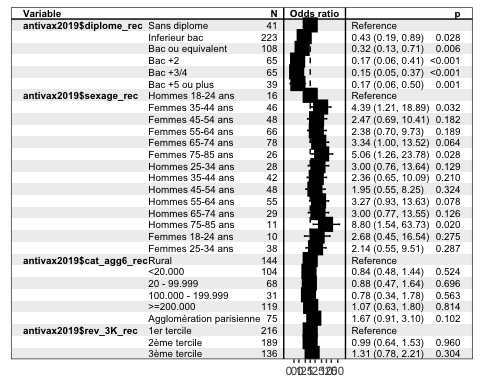 Variable N Odds ratio p
antivax2019$diplome_rec Sans diplome 41 Reference
Inferieur bac 223 0.43 (0.19, 0.89) 0.028
Bac ou equivalent 108 0.32 (0.13, 0.71) 0.006
Bac +2 65 0.17 (0.06, 0.41) <0.001
Bac +3/4 65 0.15 (0.05, 0.37) <0.001
Bac +5 ou plus 39 0.17 (0.06, 0.50) 0.001
antivax2019$sexage_rec Hommes 18-24 ans 16 Reference
Femmes 35-44 ans 46 4.39 (1.21, 18.89) 0.032
Femmes 45-54 ans 48 2.47 (0.69, 10.41) 0.182
Femmes 55-64 ans 66 2.38 (0.70, 9.73) 0.189
Femmes 65-74 ans 78 3.34 (1.00, 13.52) 0.064
Femmes 75-85 ans 26 5.06 (1.26, 23.78) 0.028
Hommes 25-34 ans 28 3.00 (0.76, 13.64) 0.129
Hommes 35-44 ans 42 2.36 (0.65, 10.09) 0.210
Hommes 45-54 ans 48 1.95 (0.55, 8.25) 0.324
Hommes 55-64 ans 55 3.27 (0.93, 13.63) 0.078
Hommes 65-74 ans 29 3.00 (0.77, 13.55) 0.126
Hommes 75-85 ans 11 8.80 (1.54, 63.73) 0.020
Femmes 18-24 ans 10 2.68 (0.45, 16.54) 0.275
Femmes 25-34 ans 38 2.14 (0.55, 9.51) 0.287
antivax2019$cat_agg6_rec Rural 144 Reference
<20.000 104 0.84 (0.48, 1.44) 0.524
20 - 99.999 68 0.88 (0.47, 1.64) 0.696
100.000 - 199.999 31 0.78 (0.34, 1.78) 0.563
>=200.000 119 1.07 (0.63, 1.80) 0.814
Agglomération parisienne 75 1.67 (0.91, 3.10) 0.102
antivax2019$rev_3K_rec 1er tercile 216 Reference
2ème tercile 189 0.99 (0.64, 1.53) 0.960
3ème tercile 136 1.31 (0.78, 2.21) 0.304